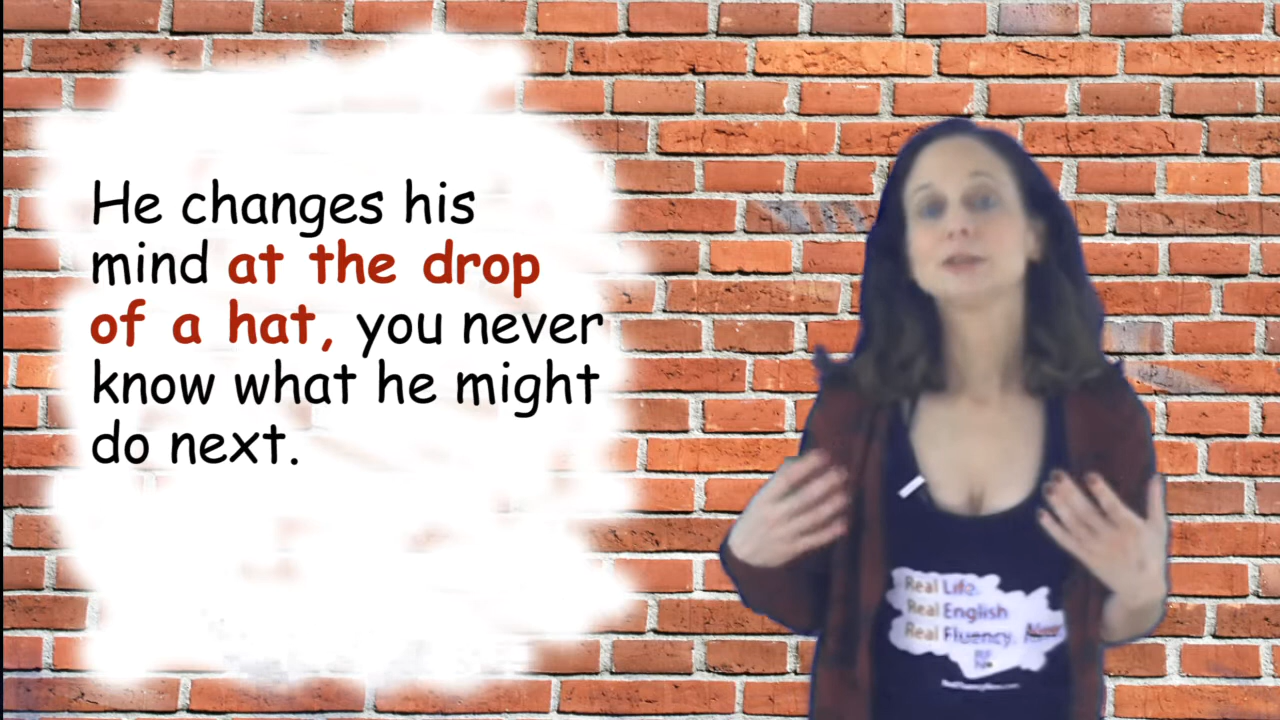 He changes his
mind at the drop
of a hat, you never
know what he might
do next.
Real Life.
Real English
Real Fluency. Now